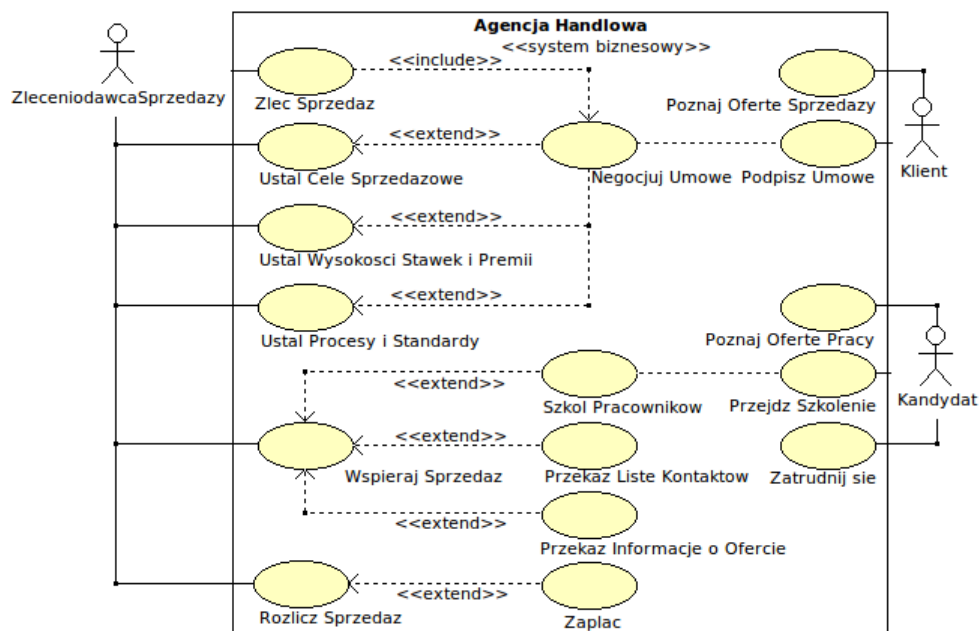 Agencja Handlowa
<<system biznesowy>>
<<include>>
ZleceniodawcaSprzedazy
Zlec Sprzedaz
Poznaj Oferte Sprzedazy
<<extend>>
Ustal Cele Sprzedazowe
Negocjuj Umowe
Podpisz Umowe
Klient
<<extend>>
Ustal Wysokosci Stawek i Premii
<<extend>>
Ustal Procesy i Standardy
Poznaj Oferte Pracy
<<extend>>
Szkol Pracownikow
Przejdz Szkolenie
Kandydat
<<extend>>
Wspieraj Sprzedaz
Przekaz Liste Kontaktow
Zatrudnij sie
<<extend>>
Przekaz Informacje o Ofercie
<<extend>>
Rozlicz Sprzedaz
Zaplac